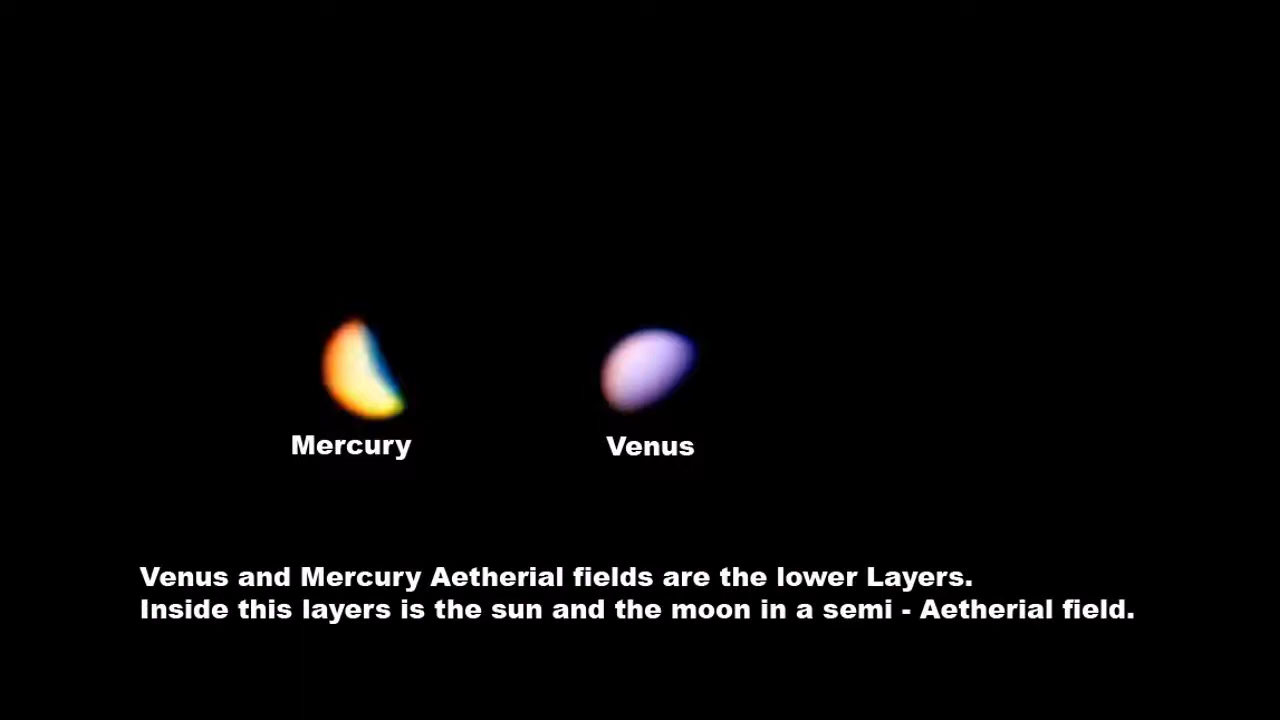 Mercury
Venus
Venus and Mercury Aetherial fields are the lower Layers.
Inside this layers is the sun and the moon in a semi - Aetherial field.